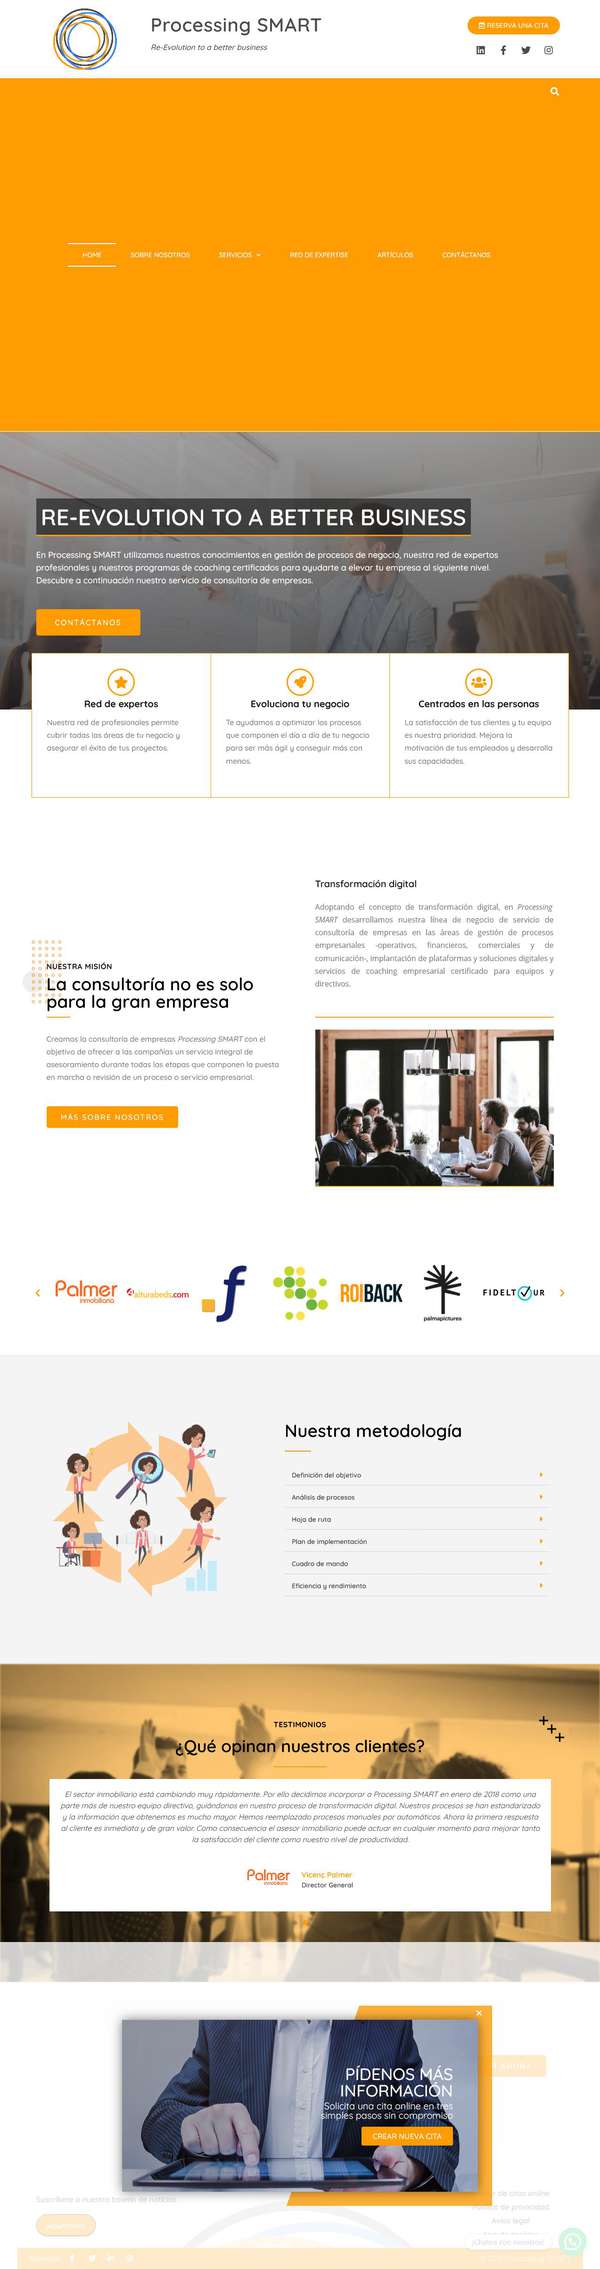 Processing SMART
Re-Evolution to a better business
RESERVA UNA CITA
HOME
SOBRE NOSOTROS
SERVICIOS
RED DE EXPERTISE
ARTÍCULOS
CONTÁCTANOS
RE-EVOLUTION TO A BETTER BUSINESS
En Processing SMART utilizamos nuestros conocimientos en gestión de procesos de negocio, nuestra red de expertos
profesionales y nuestros programas de coaching certificados para ayudarte a elevar tu empresa al siguiente nivel.
Descubre a continuación nuestro servicio de consultoría de empresas.
CONTÁCTANOS
Red de expertos
Nuestra red de profesionales permite
cubrir todas las áreas de tu negocio y
asegurar el éxito de tus proyectos.
Evoluciona tu negocio
Te ayudamos a optimizar los procesos
que componen el día a día de tu negocio
para ser más ágil y conseguir más con
menos.
Centrados en las personas
La satisfacción de tus clientes y tu equipo
es nuestra prioridad. Mejora la
motivación de tus empleados y desarrolla
sus capacidades.
NUESTRA MISIÓN
La consultoría no es solo
para la gran empresa
Creamos la consultoría de empresas Processing SMART con el
objetivo de ofrecer a las compañías un servicio integral de
asesoramiento durante todas las etapas que componen la puesta
en marcha o revisión de un proceso o servicio empresarial.
MÁS SOBRE NOSOTROS
Transformación digital
Adoptando el concepto de transformación digital, en Processing
SMART desarrollamos nuestra línea de negocio de servicio de
consultoría de empresas en las áreas de gestión de procesos
empresariales -operativos, financieros, comerciales y de
comunicación-, implantación de plataformas y soluciones digitales y
servicios de coaching empresarial certificado para equipos y
directivos.
Palmer
inmobiliaria
alturabeds.com
f
ROIBACK
palmapictures
FIDELTOUR
Nuestra metodología
Definición del objetivo
Análisis de procesos
Hoja de ruta
Plan de implementación
Cuadro de mando
Eficiencia y rendimiento
TESTIMONIOS
¿Qué opinan nuestros clientes?
El sector inmobiliario está cambiando muy rápidamente. Por ello decidimos incorporar a Processing SMART en enero de 2018 como una
parte más de nuestro equipo directivo, guiándonos en nuestro proceso de transformación digital. Nuestros procesos se han estandarizado
y la información que obtenemos es mucho mayor. Hemos reemplazado procesos manuales por automáticos. Ahora la primera respuesta
al cliente es inmediata y de gran valor. Como consecuencia el asesor inmobiliario puede actuar en cualquier momento para mejorar tanto
la satisfacción del cliente como nuestro nivel de productividad.
Palmer
inmobiliaria
Vicenç Palmer
Director General
PÍDENOS MÁS
INFORMACIÓN
Solicita una cita online en tres
simples pasos sin compromiso
CREAR NUEVA CITA
Suscríbete a nuestro boletín de noticias
de citas online
de privacidad
Aviso legal